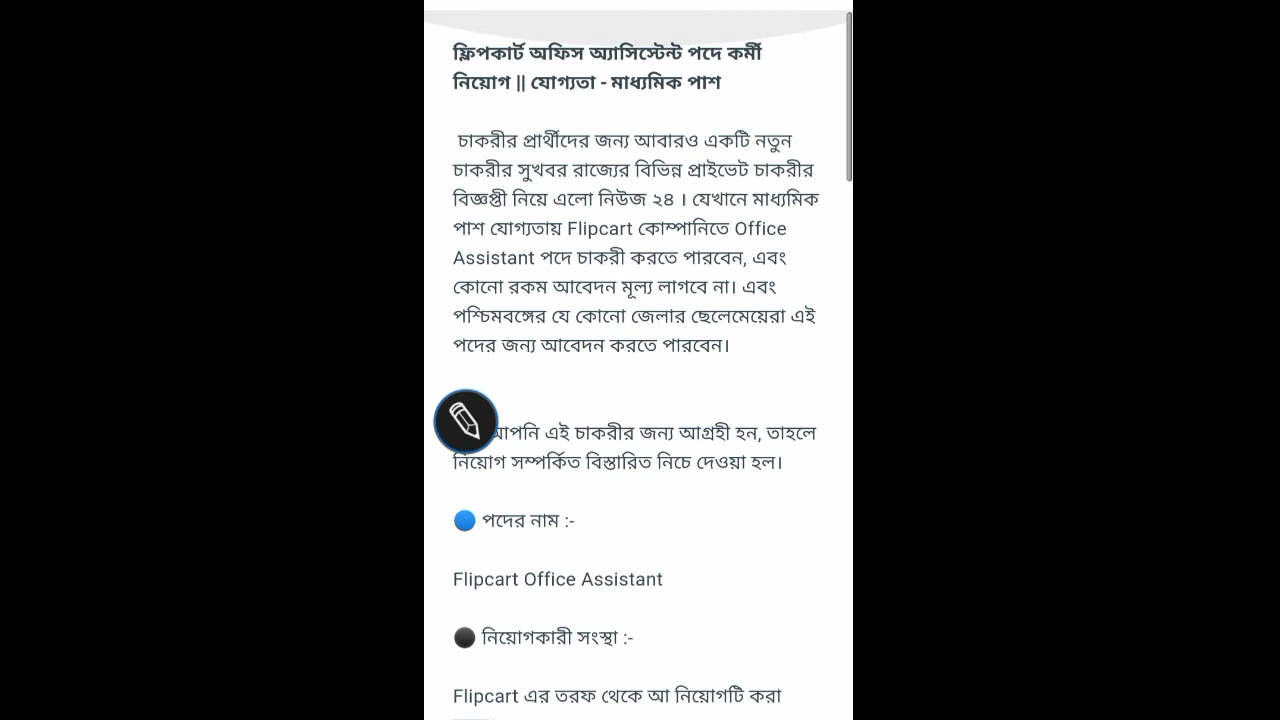 ফ্লিপকার্ট অফিস অ্যাসিস্টেন্ট পদে কর্মী
নিয়োগ || যোগ্যতা - মাধ্যমিক পাশ
চাকরীর প্রার্থীদের জন্য আবারও একটি নতুন
চাকরীর সুখবর রাজ্যের বিভিন্ন প্রাইভেট চাকরীর
বিজ্ঞপ্তী নিয়ে এলো নিউজ ২৪ । যেখানে মাধ্যমিক
পাশ যোগ্যতায় Flipcart কোম্পানিতে Office
Assistant পদে চাকরী করতে পারবেন, এবং
কোনো রকম আবেদন মূল্য লাগবে না। এবং
পশ্চিমবঙ্গের যে কোনো জেলার ছেলেমেয়েরা এই
পদের জন্য আবেদন করতে পারবেন।
আপনি এই চাকরীর জন্য আগ্রহী হন, তাহলে
নিয়োগ সম্পর্কিত বিস্তারিত নিচে দেওয়া হল।
পদের নাম :-
Flipcart Office Assistant
নিয়োগকারী সংস্থা :-
Flipcart এর তরফ থেকে আ নিয়োগটি করা